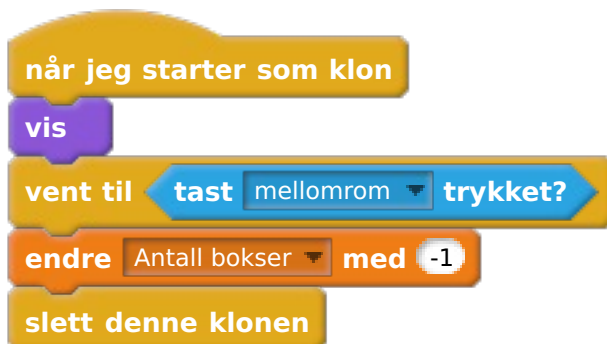 når jeg starter som klon
vis
vent til tast mellomrom trykket?
endre Antall bokser med -1
slett denne klonen